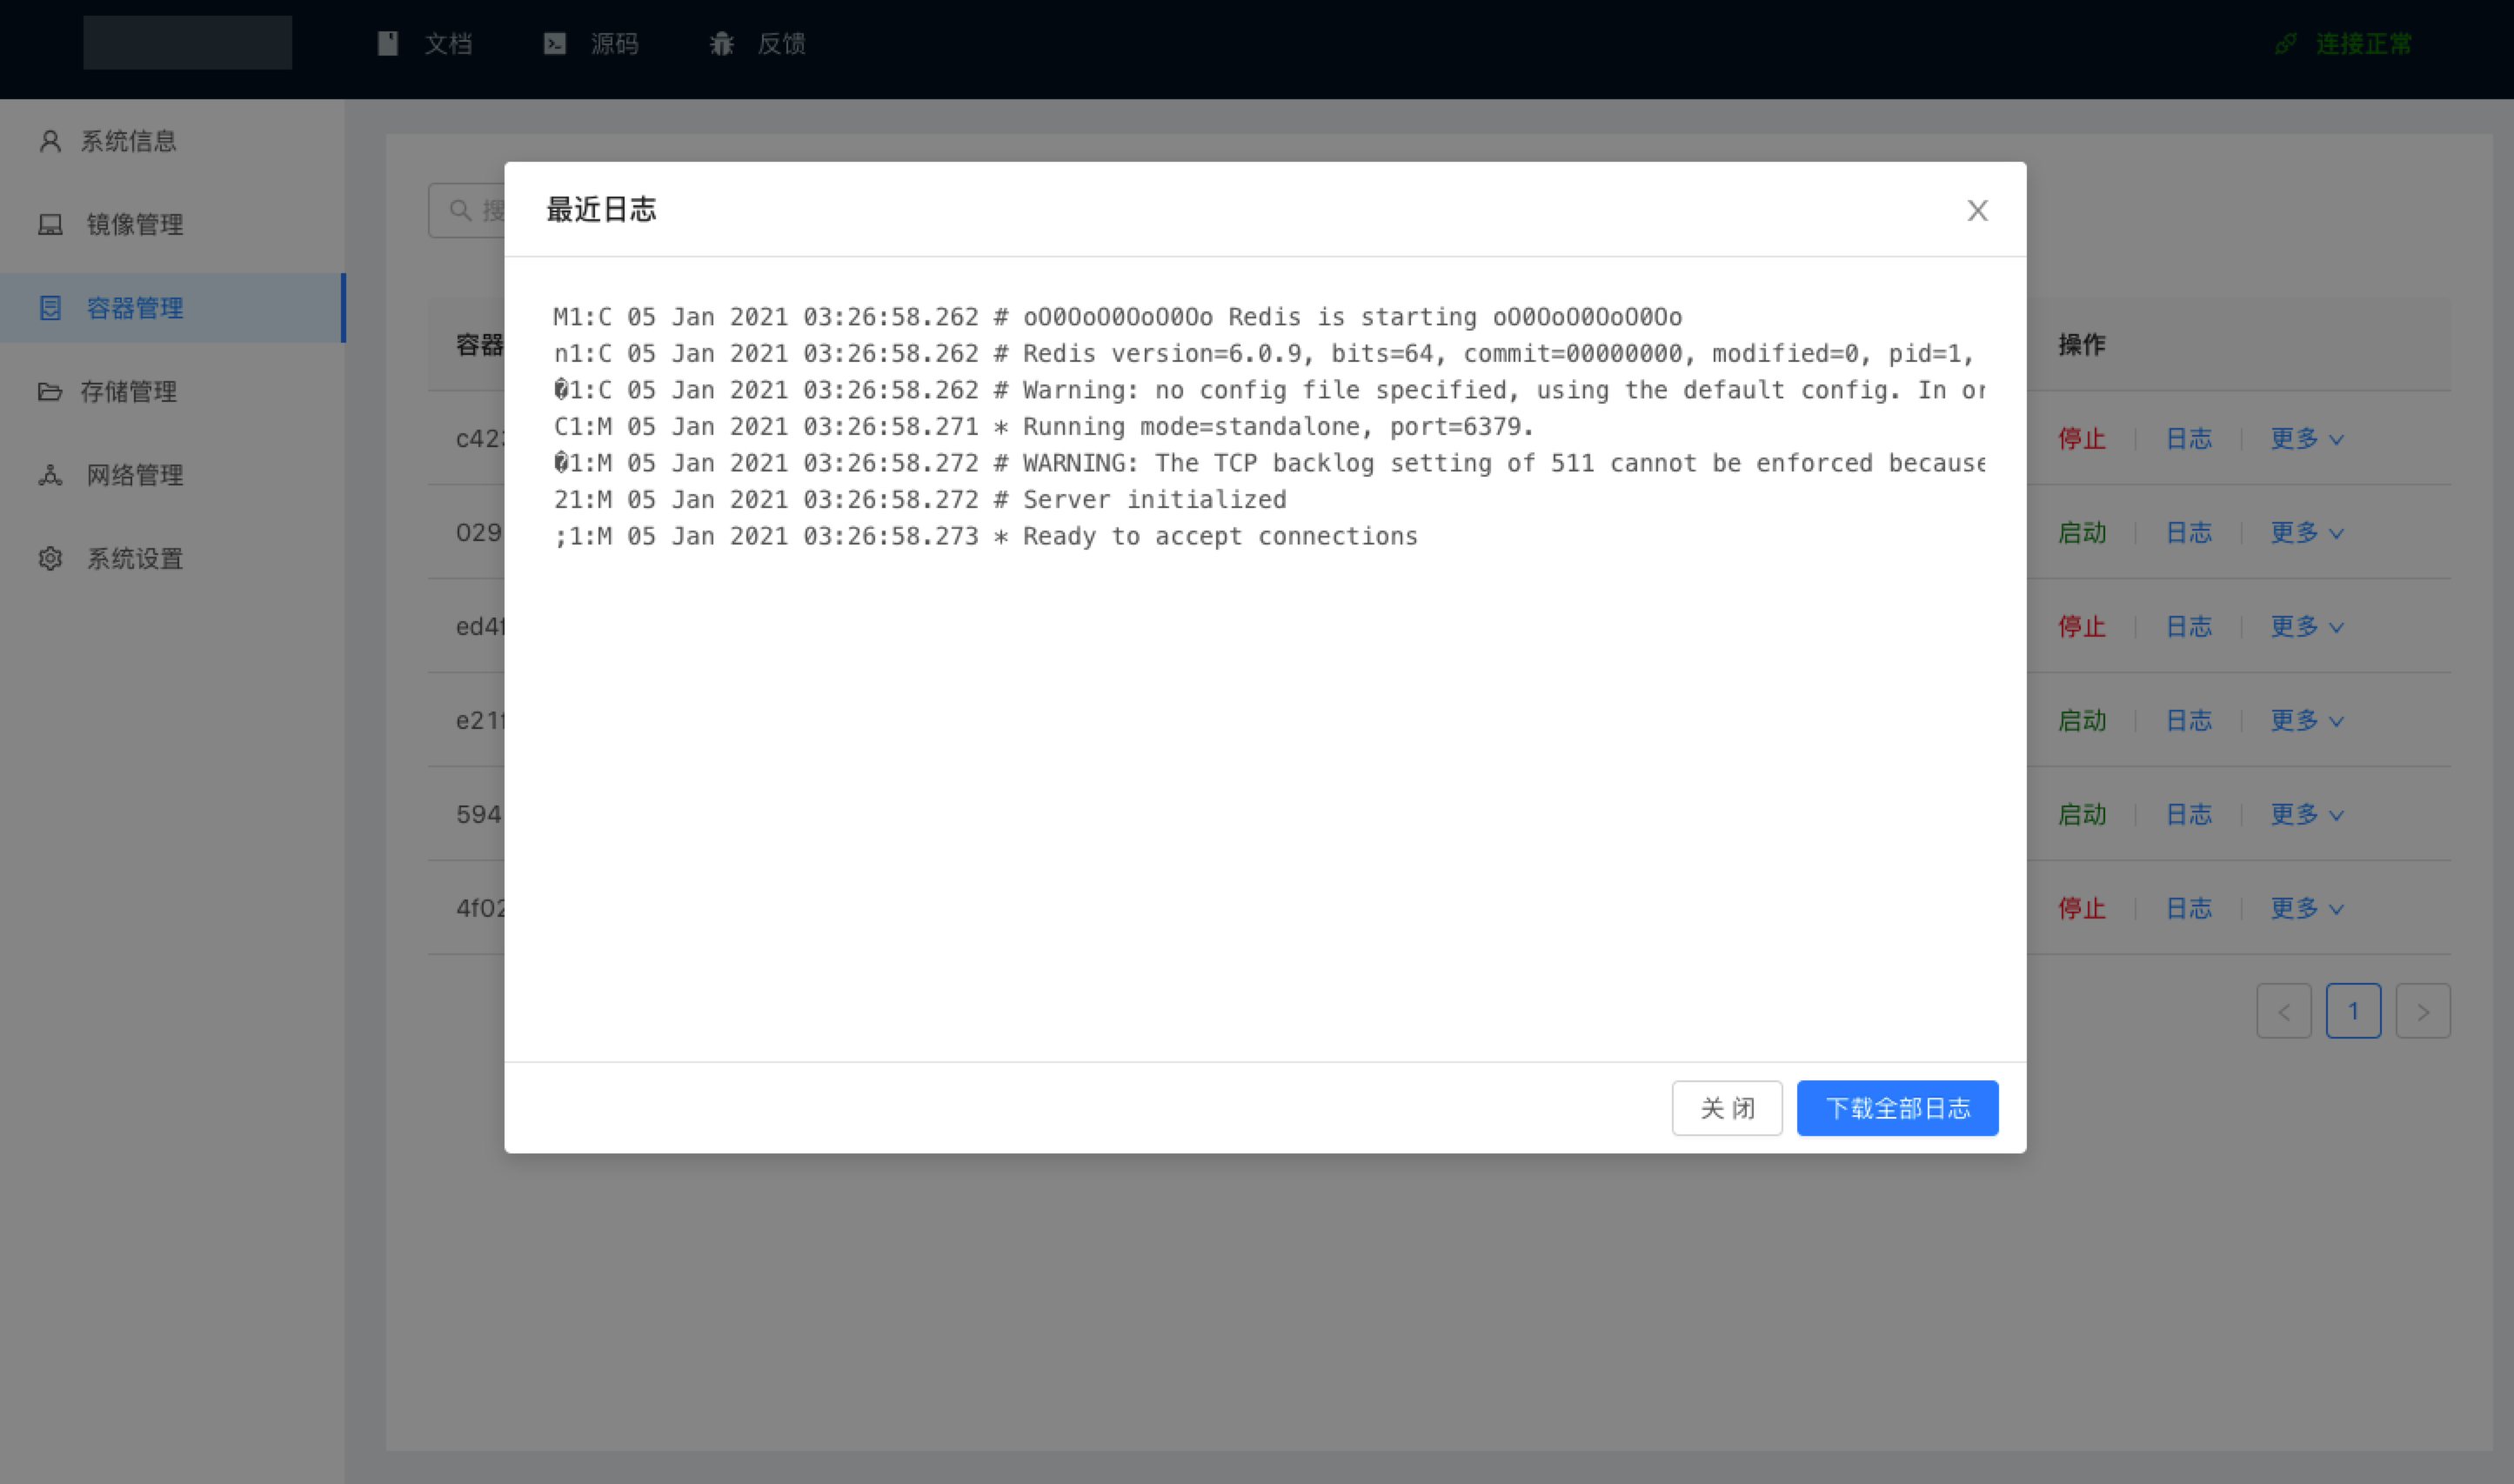 文档 源码 反馈 连接正常
系统信息
镜像管理
容器管理
存储管理
网络管理
系统设置
最近日志
M1:C 05 Jan 2021 03:26:58.262 # oO0OoO0OoO0Oo Redis is starting oO0OoO0OoO0Oo
n1:C 05 Jan 2021 03:26:58.262 # Redis version=6.0.9, bits=64, commit=00000000, modified=0, pid=1,
�1:C 05 Jan 2021 03:26:58.262 # Warning: no config file specified, using the default config. In or
C1:M 05 Jan 2021 03:26:58.271 * Running mode=standalone, port=6379.
�1:M 05 Jan 2021 03:26:58.272 # WARNING: The TCP backlog setting of 511 cannot be enforced because
21:M 05 Jan 2021 03:26:58.272 # Server initialized
;1:M 05 Jan 2021 03:26:58.273 * Ready to accept connections
关 闭 下载全部日志
搜
容器 操作
c423 停止 日志 更多
029 启动 日志 更多
ed4f 停止 日志 更多
e21f 启动 日志 更多
594 启动 日志 更多
4f02 停止 日志 更多
< 1 >